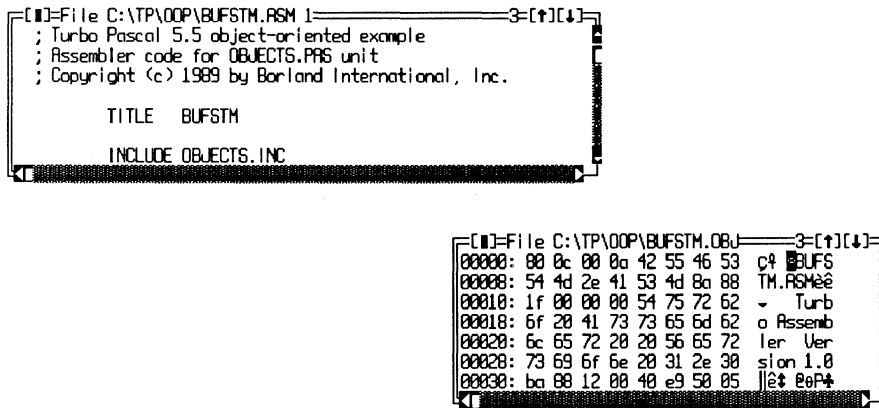 [■]=File C:\TP\OOP\BUFSTM.ASM 1 3=[↑][↓]
; Turbo Pascal 5.5 object-oriented example
; Assembler code for OBJECTS.PAS unit
; Copyright (c) 1989 by Borland International, Inc.
TITLE BUFSTM
INCLUDE OBJECTS.INC
[■]=File C:\TP\OOP\BUFSTM.OBJ 3=[↑][↓]=
00000: 80 0c 00 0a 42 55 46 53 Ç♀ ◙BUFS
00008: 54 4d 2e 41 53 4d 8a 88 TM.ASMèê
00010: 1f 00 00 00 54 75 72 62 ▼ Turb
00018: 6f 20 41 73 73 65 6d 62 o Assemb
00020: 6c 65 72 20 20 56 65 72 ler Ver
00028: 73 69 6f 6e 20 31 2e 30 sion 1.0
00030: ba 88 12 00 40 e9 50 05 ║ê↕ @ΘP♣